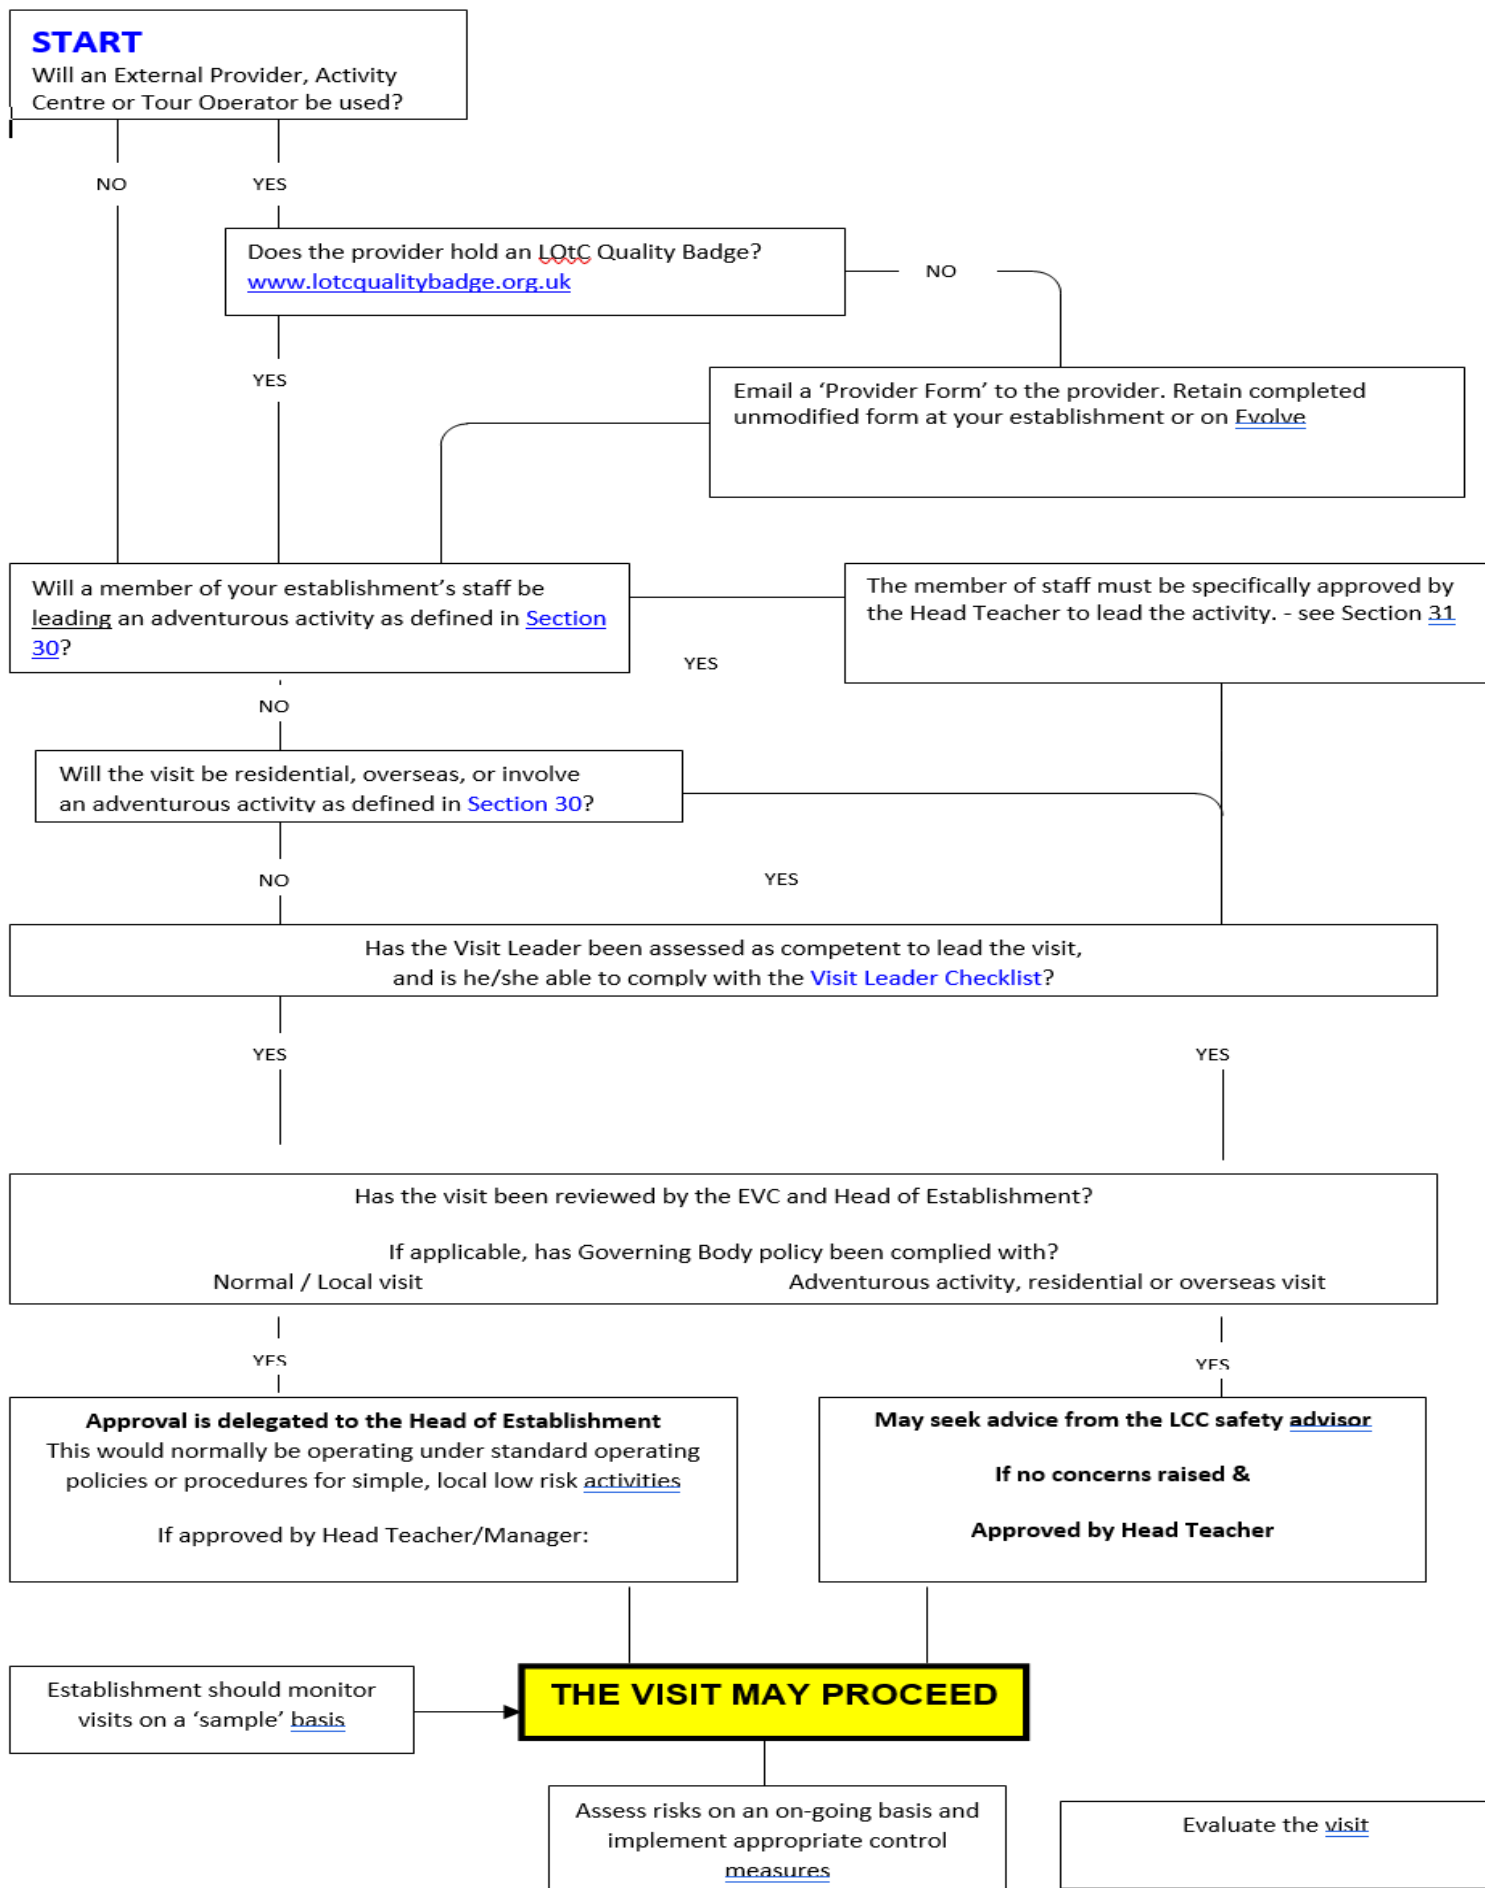 START
Will an External Provider, Activity
Centre or Tour Operator be used?
NO
YES
Does the provider hold an LOtC Quality Badge?
www.lotcqualitybadge.org.uk
NO
YES
Email a ‘Provider Form’ to the provider. Retain completed
unmodified form at your establishment or on Evolve
Will a member of your establishment’s staff be
leading an adventurous activity as defined in Section
30?
The member of staff must be specifically approved by
the Head Teacher to lead the activity. - see Section 31
YES
NO
Will the visit be residential, overseas, or involve
an adventurous activity as defined in Section 30?
NO
YES
Has the Visit Leader been assessed as competent to lead the visit,
and is he/she able to comply with the Visit Leader Checklist?
YES
YES
Has the visit been reviewed by the EVC and Head of Establishment?
If applicable, has Governing Body policy been complied with?
Normal / Local visit
Adventurous activity, residential or overseas visit
YES
YES
Approval is delegated to the Head of Establishment
This would normally be operating under standard operating
policies or procedures for simple, local low risk activities
If approved by Head Teacher/Manager:
May seek advice from the LCC safety advisor
If no concerns raised &
Approved by Head Teacher
Establishment should monitor
visits on a ‘sample’ basis
THE VISIT MAY PROCEED
Assess risks on an on-going basis and
implement appropriate control
measures
Evaluate the visit